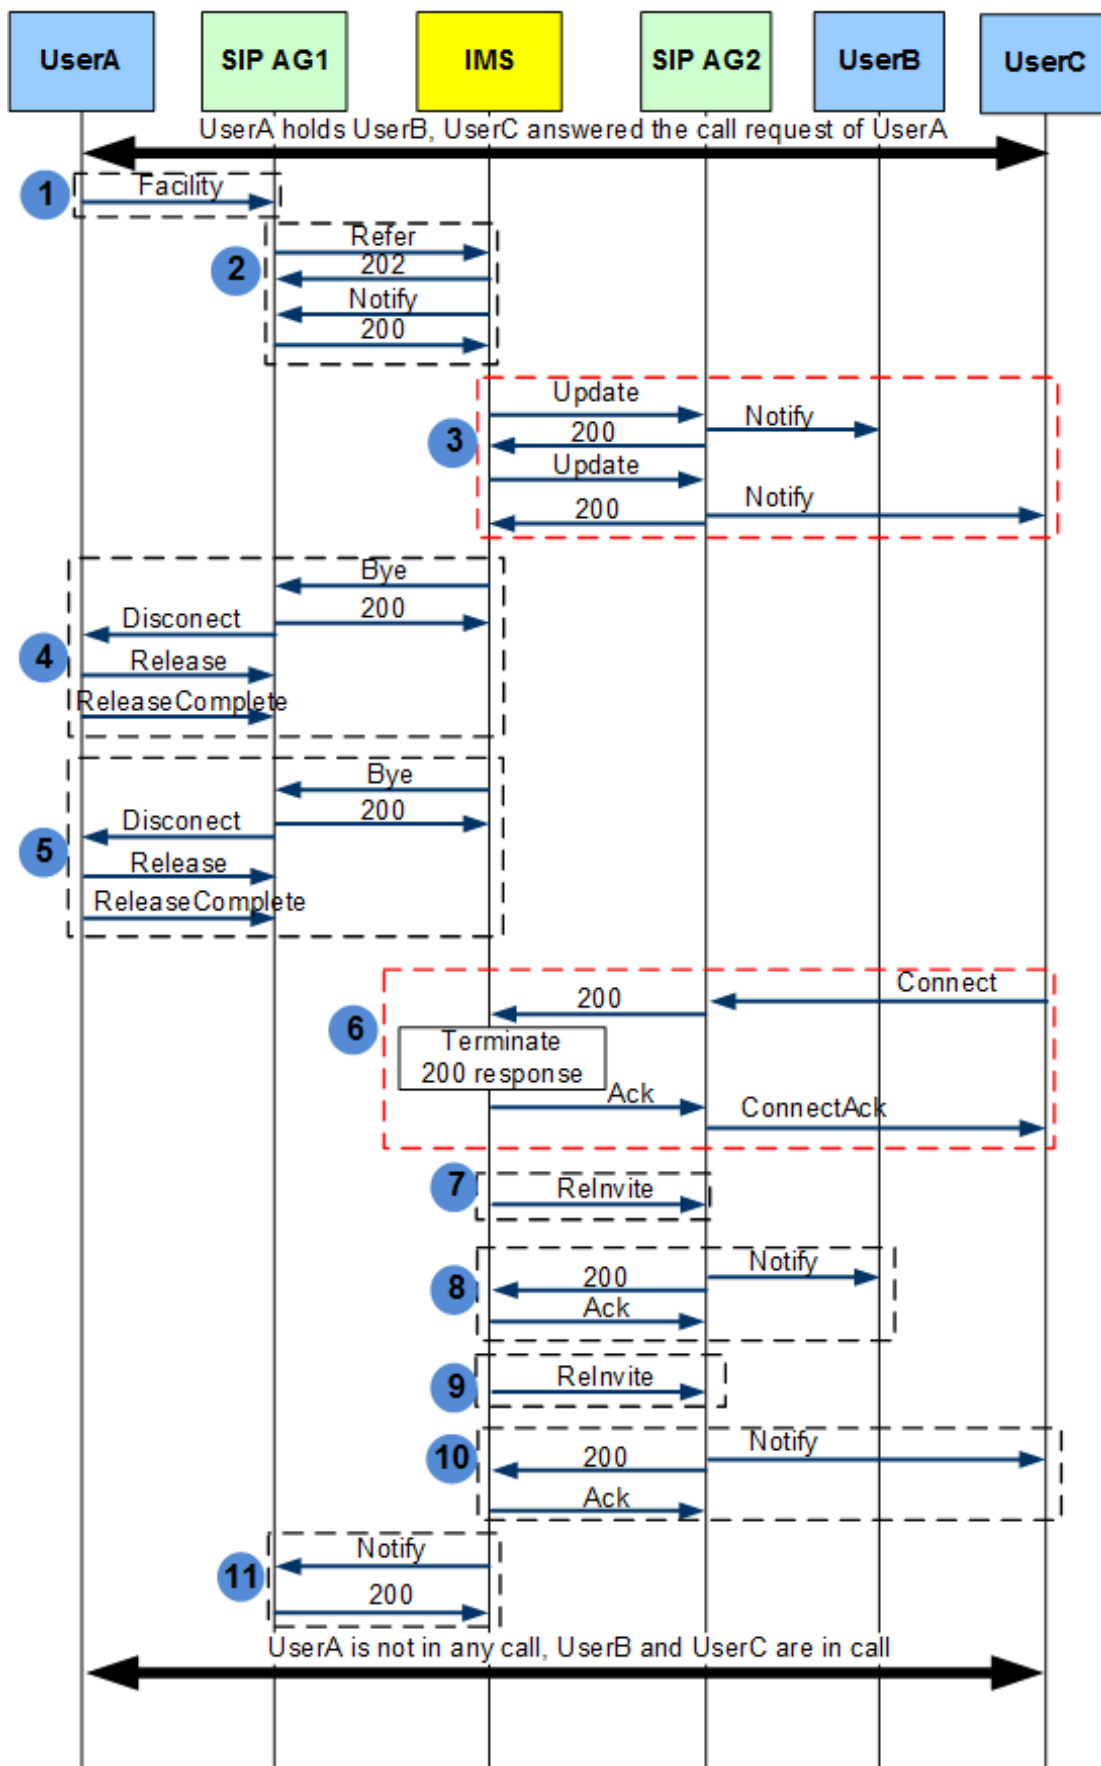 UserA
SIP AG1
IMS
SIP AG2
UserB
UserC
UserA holds UserB, UserC answered the call request of UserA
1
Facility
2
Refer
202
Notify
200
3
Update
Notify
200
Update
Notify
200
4
Bye
200
Disconect
Release
ReleaseComplete
5
Bye
200
Disconect
Release
ReleaseComplete
6
Connect
200
Terminate
200 response
Ack
ConnectAck
7
ReInvite
8
Notify
200
Ack
9
ReInvite
10
Notify
200
Ack
11
Notify
200
UserA is not in any call, UserB and UserC are in call